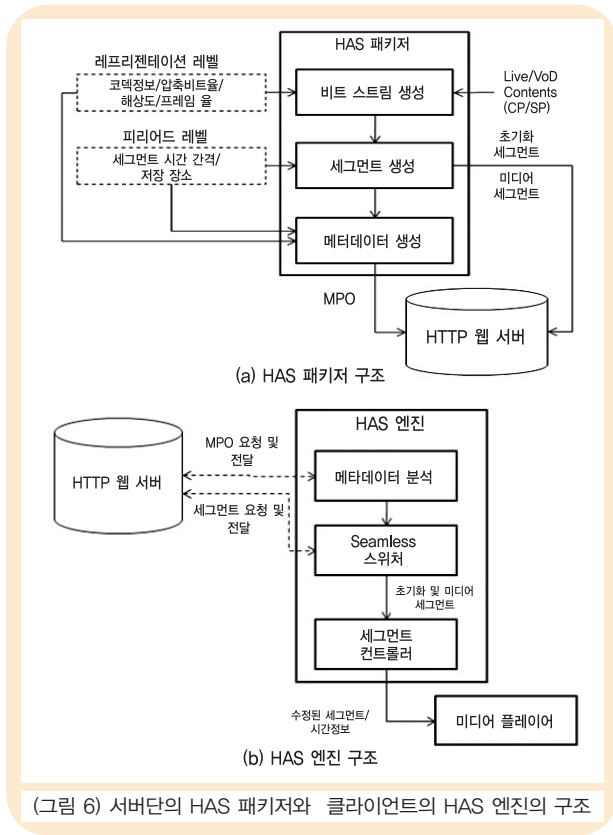 HAS 패키저
레프리젠테이션 레벨
코덱정보/압축비트율/
해상도/프레임 율
비트 스트림 생성
Live/VoD
Contents
(CP/SP)
피리어드 레벨
세그먼트 시간 간격/
저장 장소
세그먼트 생성
초기화
세그먼트
미디어
세그먼트
메터데이터 생성
MPO
HTTP 웹 서버
(a) HAS 패키저 구조
HAS 엔진
HTTP 웹 서버
MPO 요청 및
전달
메타데이터 분석
세그먼트 요청 및
전달
Seamless
스위처
초기화 및 미디어
세그먼트
세그먼트
컨트롤러
수정된 세그먼트/
시간정보
미디어 플레이어
(b) HAS 엔진 구조
(그림 6) 서버단의 HAS 패키저와 클라이언트의 HAS 엔진의 구조